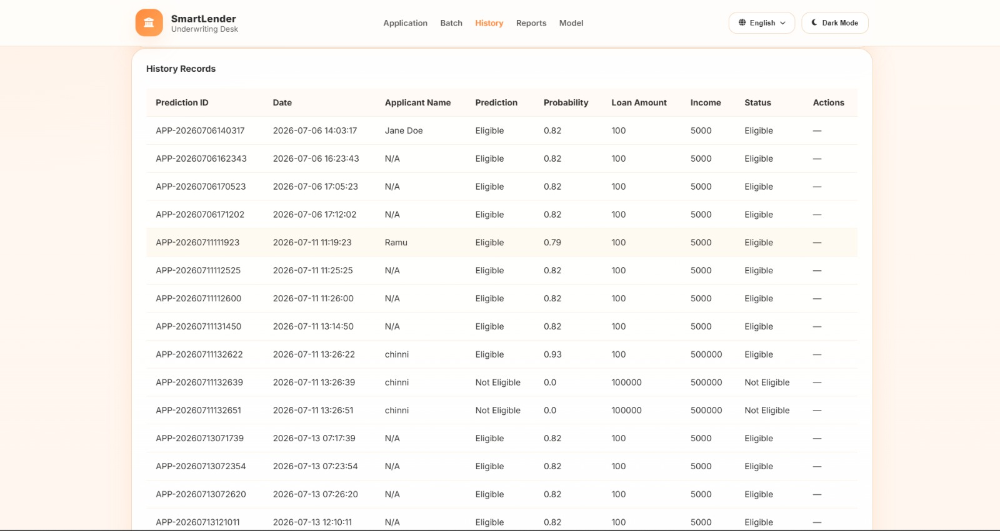 SmartLender
Underwriting Desk
Application Batch History Reports Model
English
Dark Mode
History Records
Prediction ID Date Applicant Name Prediction Probability Loan Amount Income Status Actions
APP-20260706140317 2026-07-06 14:03:17 Jane Doe Eligible 0.82 100 5000 Eligible —
APP-20260706162343 2026-07-06 16:23:43 N/A Eligible 0.82 100 5000 Eligible —
APP-20260706170523 2026-07-06 17:05:23 N/A Eligible 0.82 100 5000 Eligible —
APP-20260706171202 2026-07-06 17:12:02 N/A Eligible 0.82 100 5000 Eligible —
APP-20260711111923 2026-07-11 11:19:23 Ramu Eligible 0.79 100 5000 Eligible —
APP-20260711112525 2026-07-11 11:25:25 N/A Eligible 0.82 100 5000 Eligible —
APP-20260711112600 2026-07-11 11:26:00 N/A Eligible 0.82 100 5000 Eligible —
APP-20260711131450 2026-07-11 13:14:50 N/A Eligible 0.82 100 5000 Eligible —
APP-20260711132622 2026-07-11 13:26:22 chinni Eligible 0.93 100 500000 Eligible —
APP-20260711132639 2026-07-11 13:26:39 chinni Not Eligible 0.0 100000 500000 Not Eligible —
APP-20260711132651 2026-07-11 13:26:51 chinni Not Eligible 0.0 100000 500000 Not Eligible —
APP-20260713071739 2026-07-13 07:17:39 N/A Eligible 0.82 100 5000 Eligible —
APP-20260713072354 2026-07-13 07:23:54 N/A Eligible 0.82 100 5000 Eligible —
APP-20260713072620 2026-07-13 07:26:20 N/A Eligible 0.82 100 5000 Eligible —
APP-20260713121011 2026-07-13 12:10:11 N/A Eligible 0.82 100 5000 Eligible —